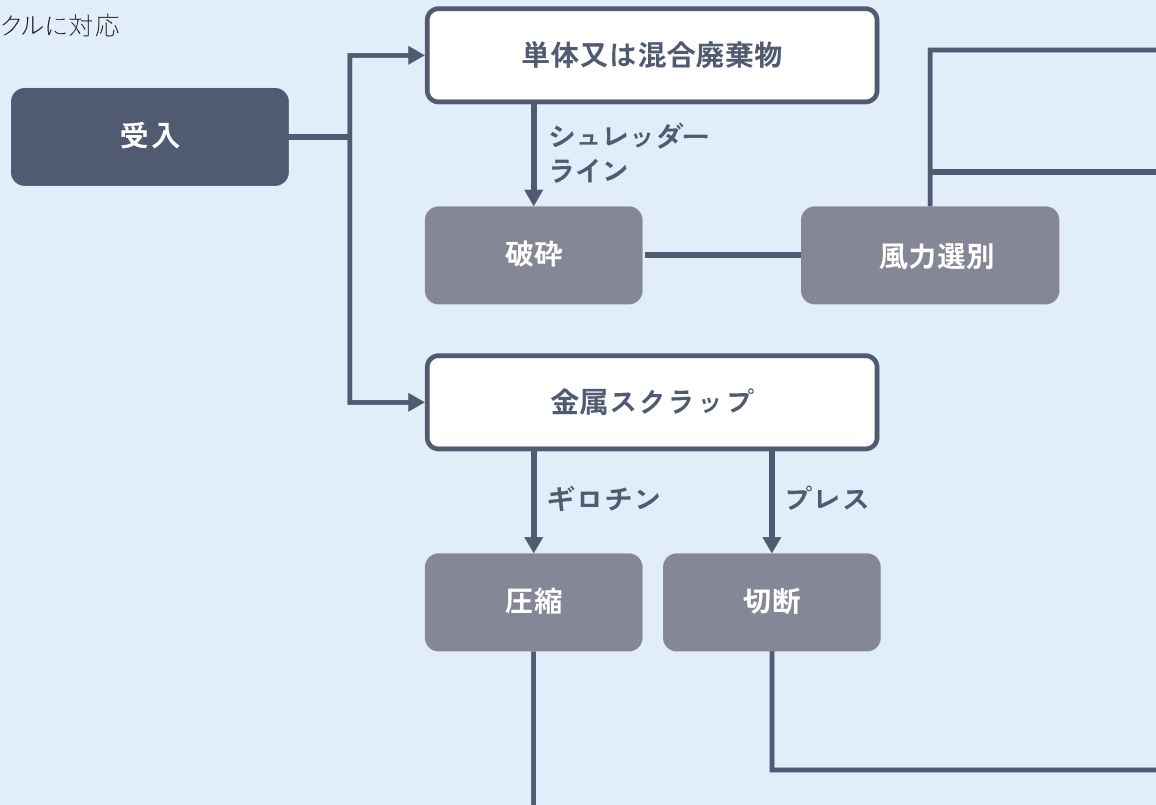 クルに対応
単体又は混合廃棄物
受入
シュレッダー
ライン
破砕
風力選別
金属スクラップ
ギロチン
プレス
圧縮
切断